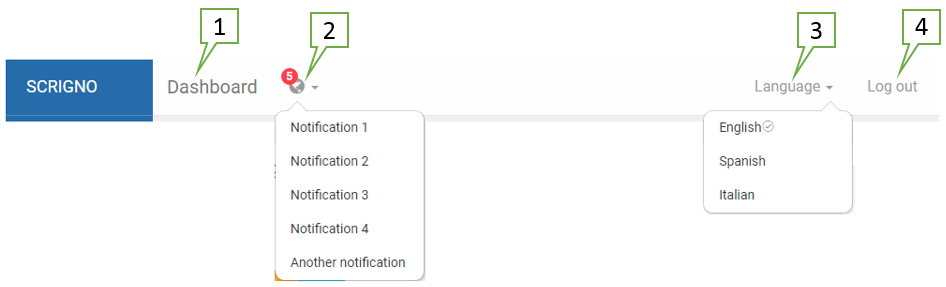 1
2
3
4
SCRIGNO
Dashboard
5
Language
Log out
Notification 1
Notification 2
Notification 3
Notification 4
Another notification
English
Spanish
Italian